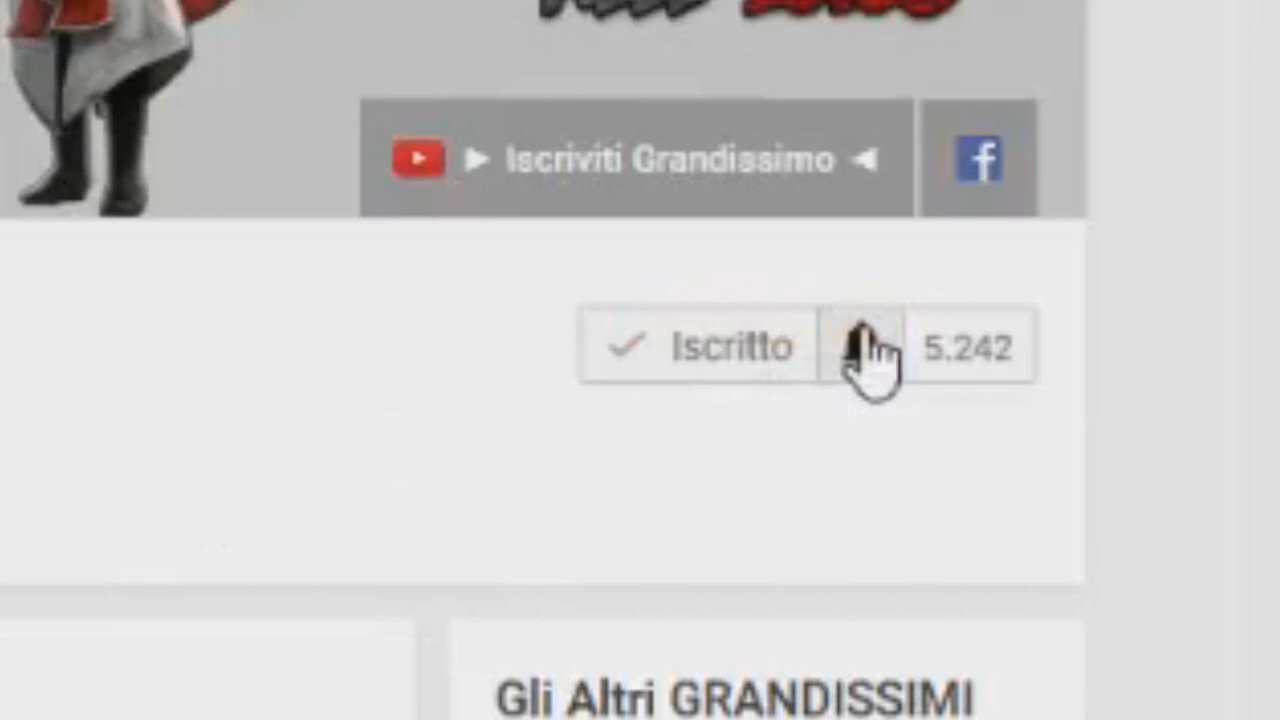 ▶ Iscriviti Grandissimo ◀
Iscritto 5.242
Gli Altri GRANDISSIMI